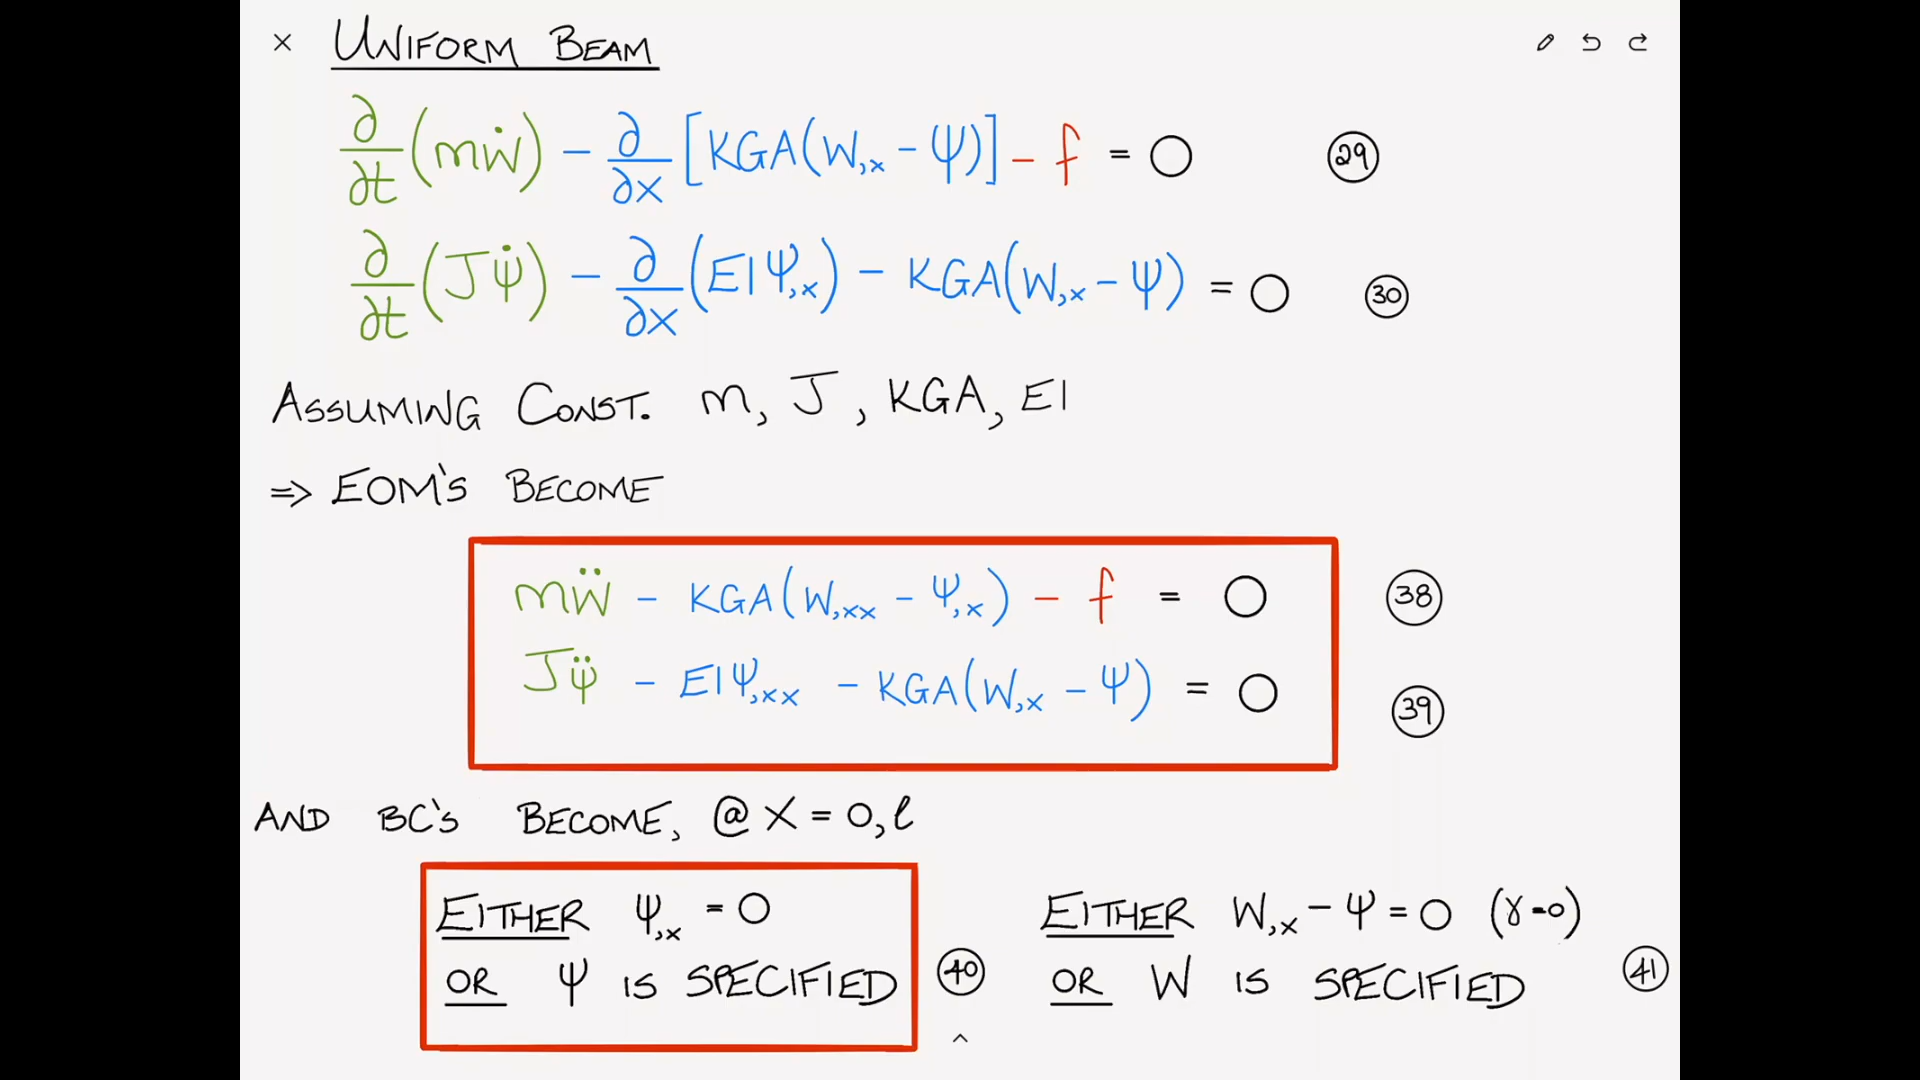 UNIFORM BEAM
∂/∂t (mẇ) − ∂/∂x [KGA(W,x − Ψ)] − f = 0 (29)
∂/∂t (Jψ̇) − ∂/∂x (EIΨ,x) − KGA(W,x − Ψ) = 0 (30)
ASSUMING CONST. m, J, KGA, EI
⇒ EOM'S BECOME
mẅ − KGA(W,xx − Ψ,x) − f = 0 (38)
Jψ̈ − EIΨ,xx − KGA(W,x − Ψ) = 0 (39)
AND BC'S BECOME, @ X = 0, ℓ
EITHER Ψ,x = 0
OR Ψ IS SPECIFIED (40)
EITHER W,x − Ψ = 0 (γ=0)
OR W IS SPECIFIED (41)